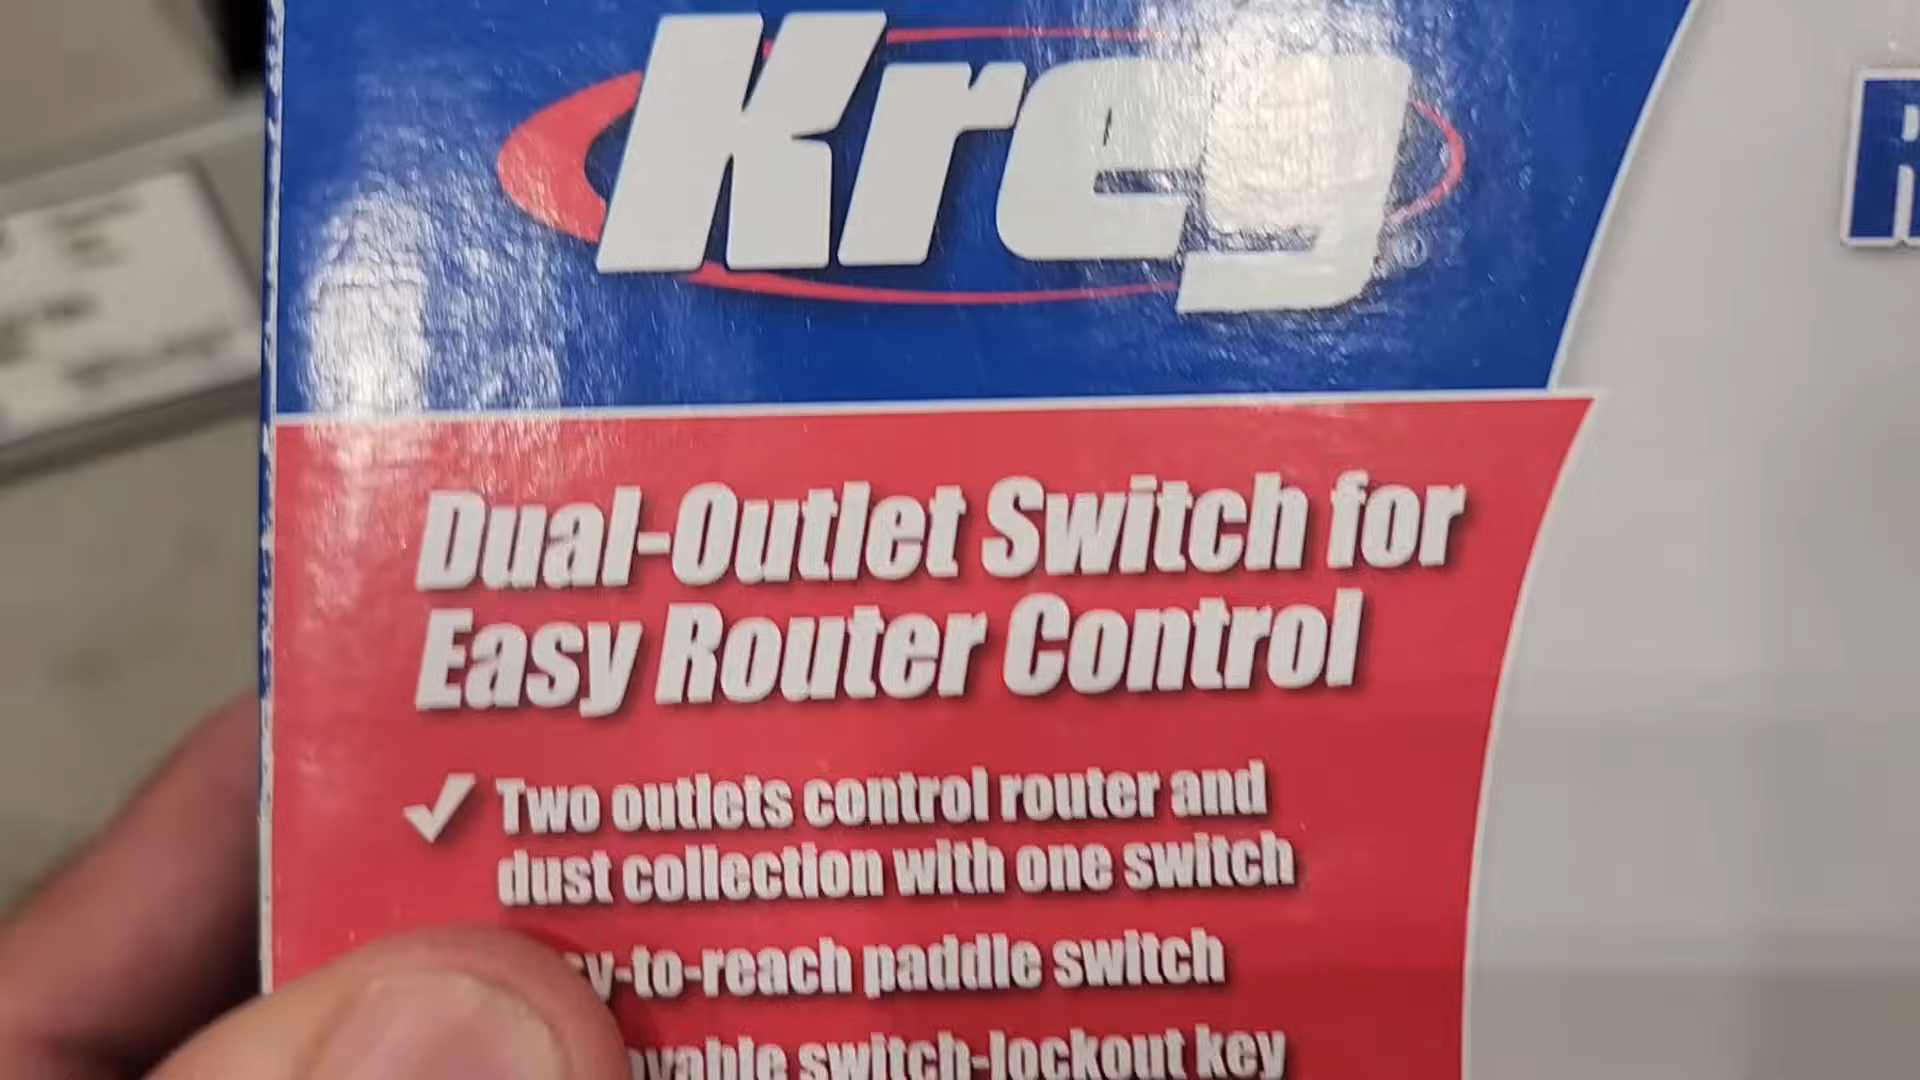 Kreg
Dual-Outlet Switch for
Easy Router Control
✓ Two outlets control router and
dust collection with one switch
y-to-reach paddle switch
vable switch-lockout key
R